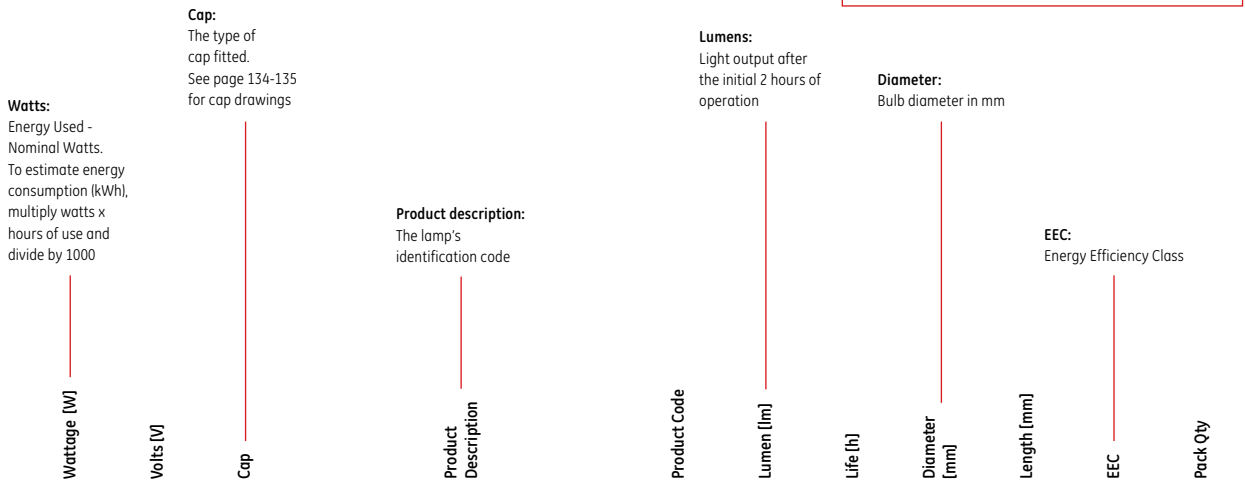 Cap:
The type of
cap fitted.
See page 134-135
for cap drawings
Lumens:
Light output after
the initial 2 hours of
operation
Diameter:
Bulb diameter in mm
Watts:
Energy Used -
Nominal Watts.
To estimate energy
consumption (kWh),
multiply watts x
hours of use and
divide by 1000
Product description:
The lamp's
identification code
EEC:
Energy Efficiency Class
Wattage [W]
Volts [V]
Cap
Product
Description
Product Code
Lumen [lm]
Life [h]
Diameter
[mm]
Length [mm]
EEC
Pack Qty